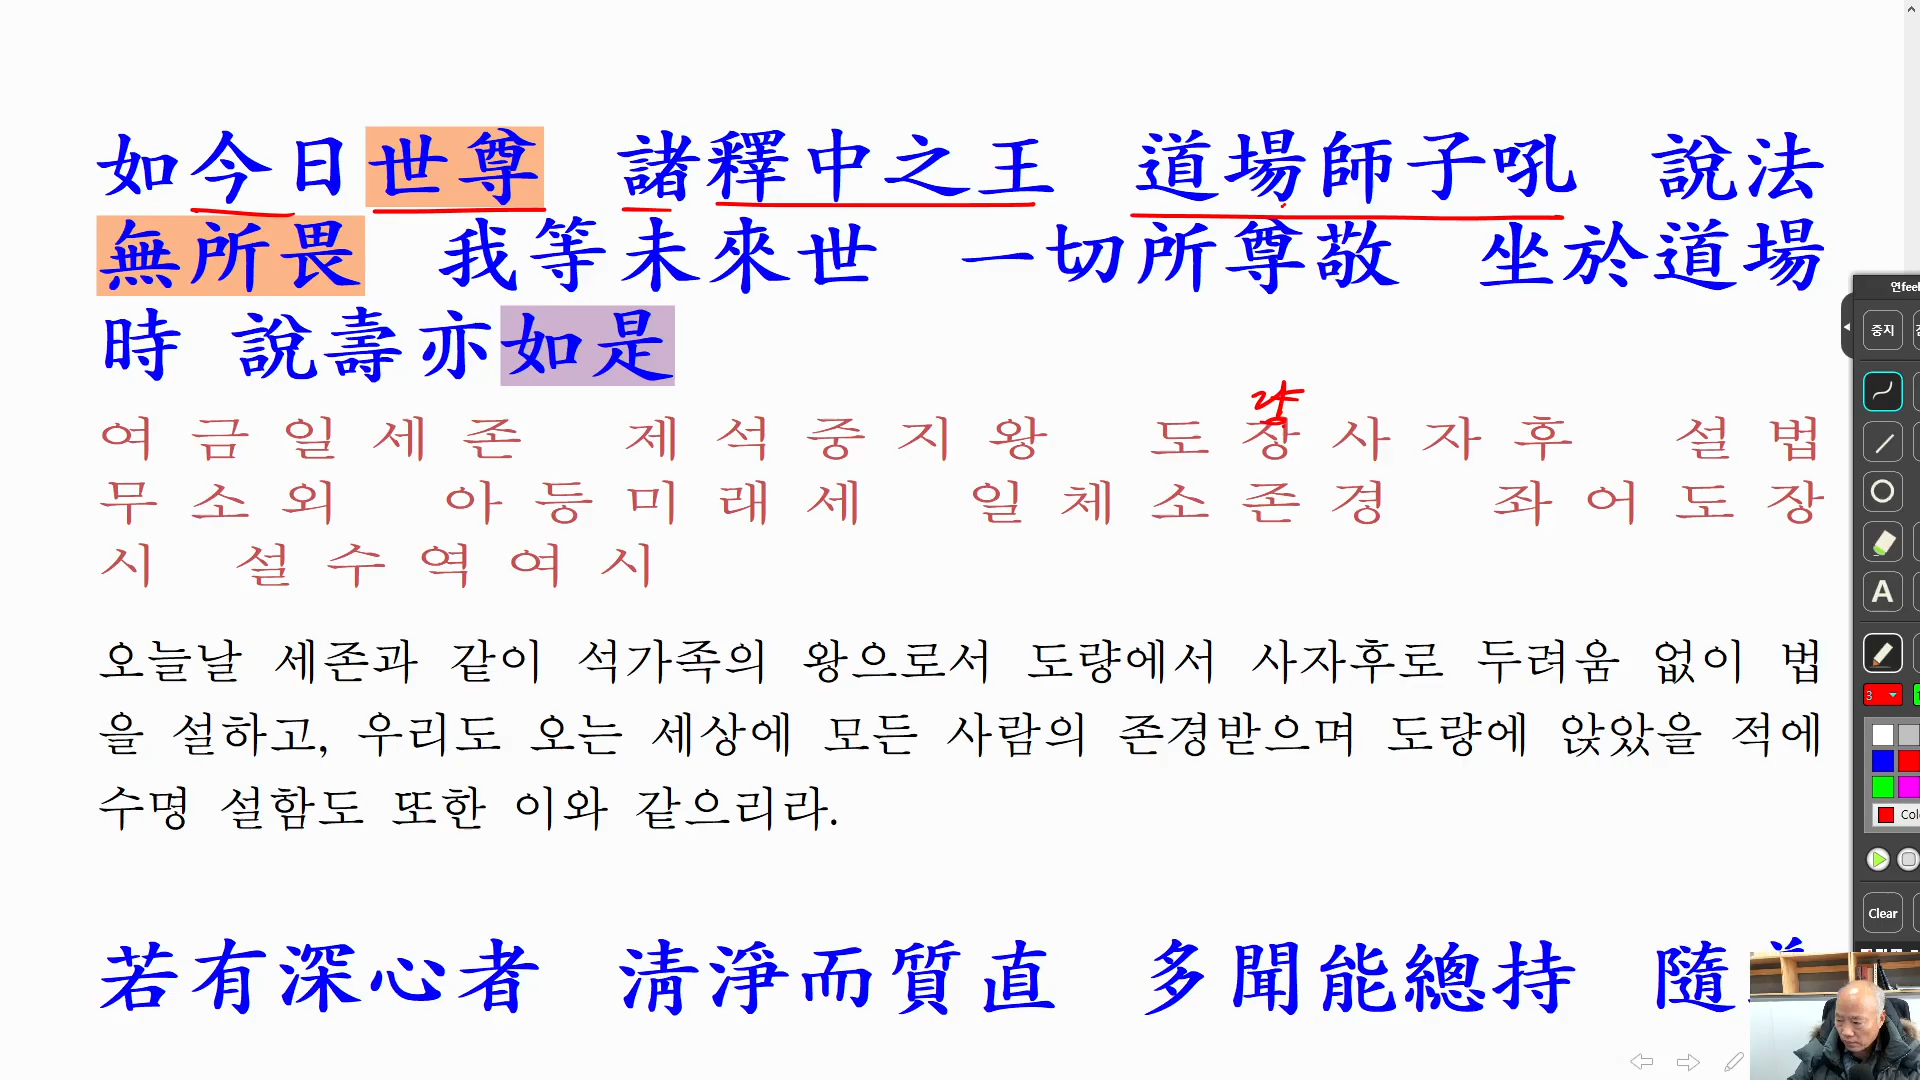 如今日世尊 諸釋中之王 道場師子吼 說法
無所畏 我等未來世 一切所尊敬 坐於道場
時 說壽亦如是
량
여금일세존 제석중지왕 도장사자후 설법
무소외 아등미래세 일체소존경 좌어도장
시 설수역여시
오늘날 세존과 같이 석가족의 왕으로서 도량에서 사자후로 두려움 없이 법
을 설하고, 우리도 오는 세상에 모든 사람의 존경받으며 도량에 앉았을 적에
수명 설함도 또한 이와 같으리라.
若有深心者 淸淨而質直 多聞能總持 隨
연feel
중지
A
3
Clear